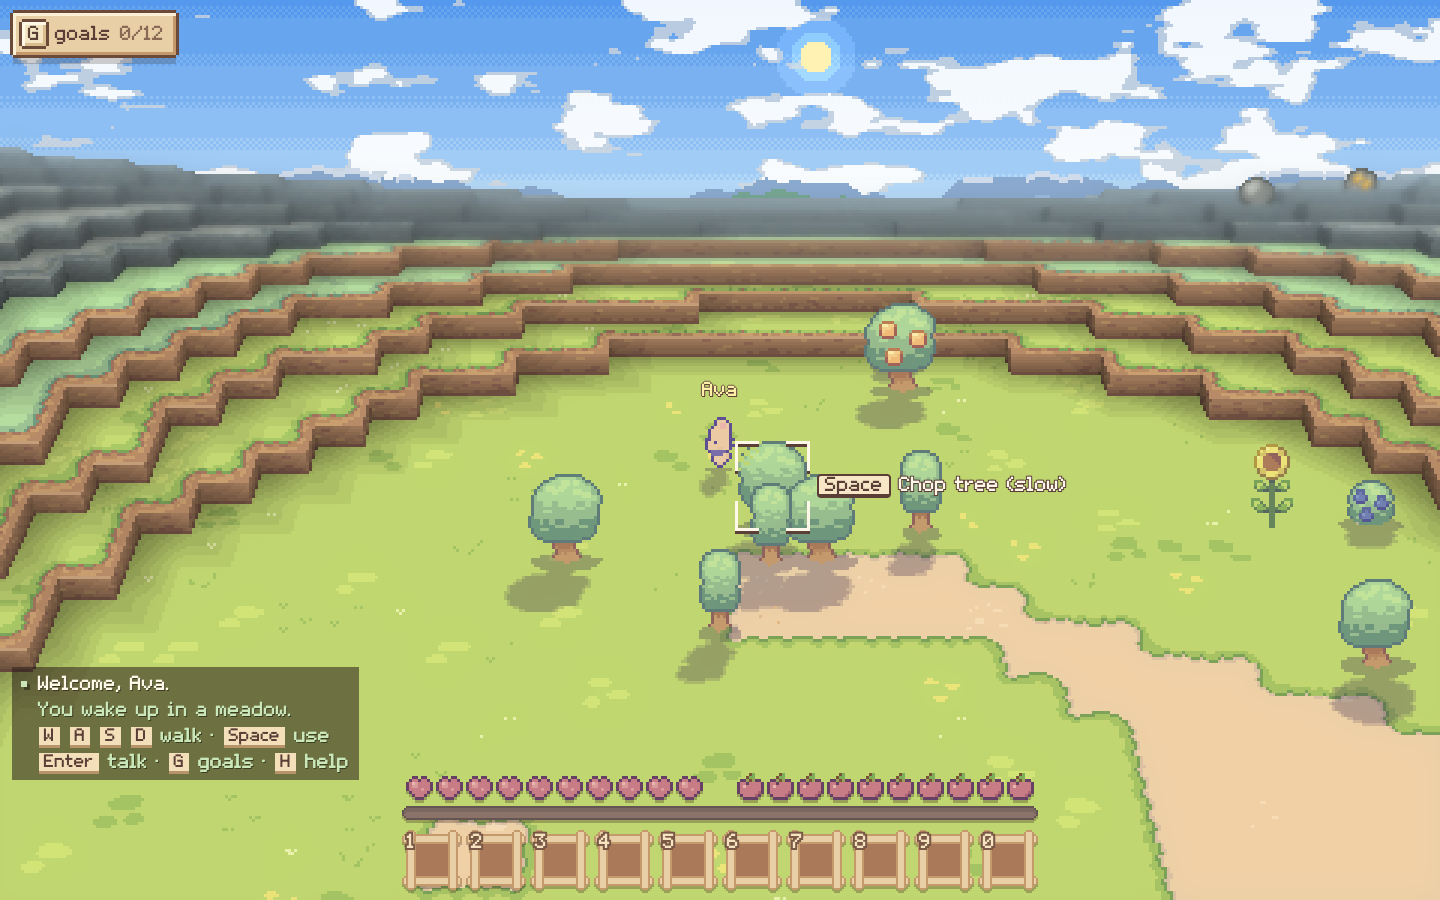 G goals 0/12
Ava
Space Chop tree (slow)
Welcome, Ava.
You wake up in a meadow.
W A S D walk · Space use
Enter talk · G goals · H help
1 2 3 4 5 6 7 8 9 0